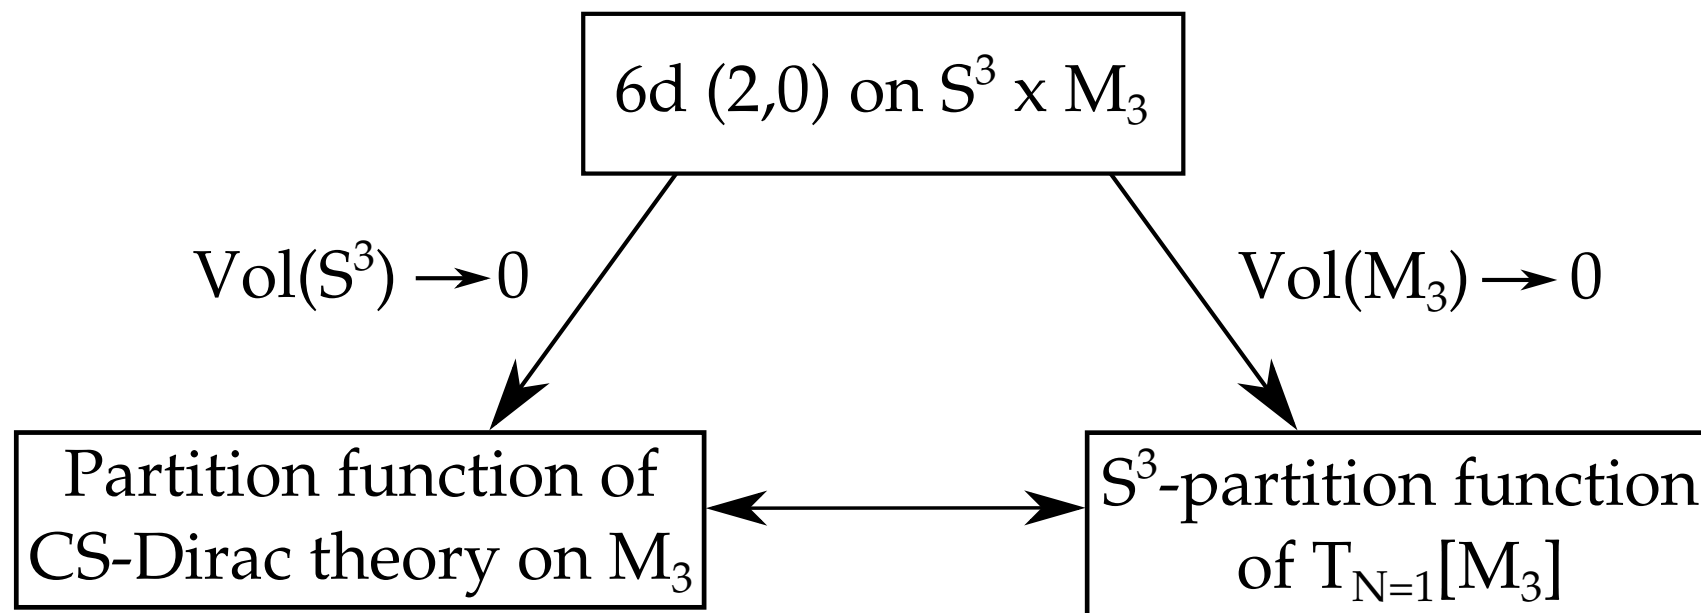 6d (2,0) on S³ x M₃
Vol(S³) → 0
Vol(M₃) → 0
Partition function of
CS-Dirac theory on M₃
S³-partition function
of T_{N=1}[M₃]